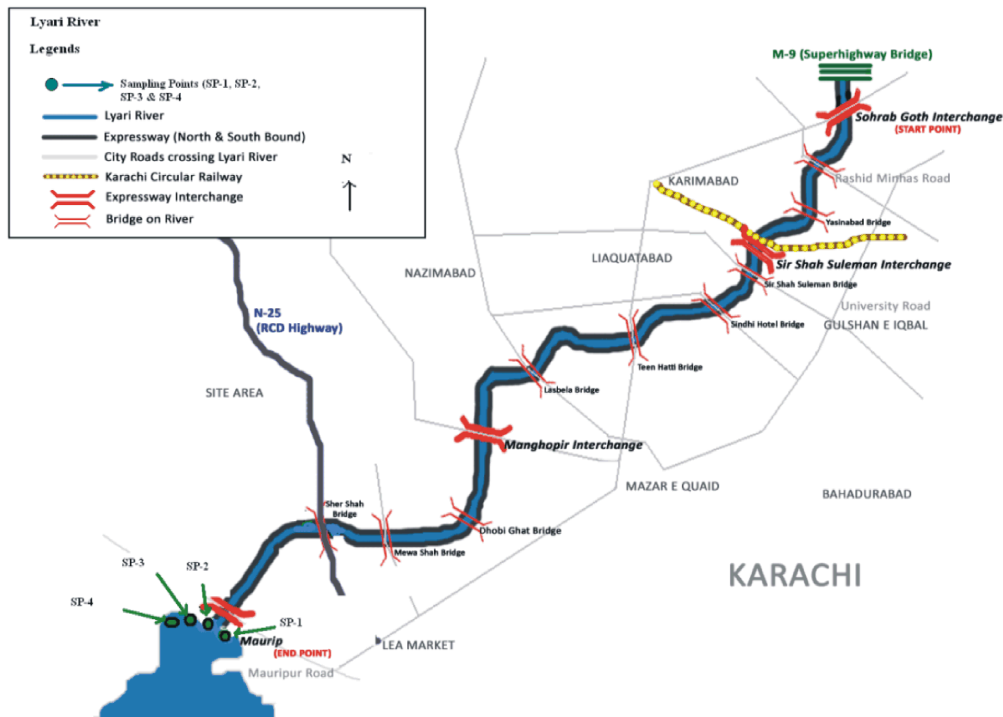 Lyari River
Legends
Sampling Points (SP-1, SP-2,
SP-3 & SP-4
Lyari River
Expressway (North & South Bound)
City Roads crossing Lyari River
Karachi Circular Railway
Expressway Interchange
Bridge on River
N
M-9 (Superhighway Bridge)
Sohrab Goth Interchange
(START POINT)
Rashid Minhas Road
KARIMABAD
Yasinabad Bridge
Sir Shah Suleman Interchange
LIAQUATABAD
NAZIMABAD
Sir Shah Suleman Bridge
University Road
GULSHAN E IQBAL
Sindhi Hotel Bridge
N-25
(RCD Highway)
Teen Hatti Bridge
Lasbela Bridge
SITE AREA
Manghopir Interchange
MAZAR E QUAID
BAHADURABAD
Sher Shah
Bridge
Dhobi Ghat Bridge
Mewa Shah Bridge
KARACHI
SP-3
SP-2
SP-4
SP-1
Maurip
(END POINT)
LEA MARKET
Mauripur Road